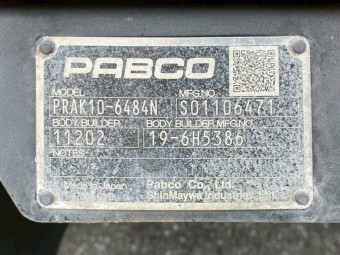 PABCO
MODEL MFG.NO
PRAK10-6484N S01106471
BODY BUILDER BODY BUILDER MFG.NO
11202 19-6H5386
NOTES
Made in Japan Pabco Co., Ltd.
ShinMaywa Industries, Ltd.